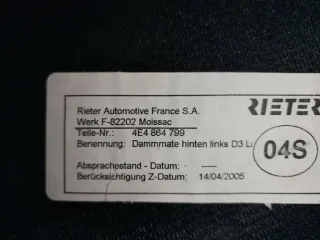 Rieter Automotive France S.A.
RIETER
Werk F-82202 Moissac
Teile-Nr.: 4E4 864 799
Benennung: Dammmate hinten links D3
04S
Absprachestand - Datum: -----
Berücksichtigung Z-Datum: 14/04/2005